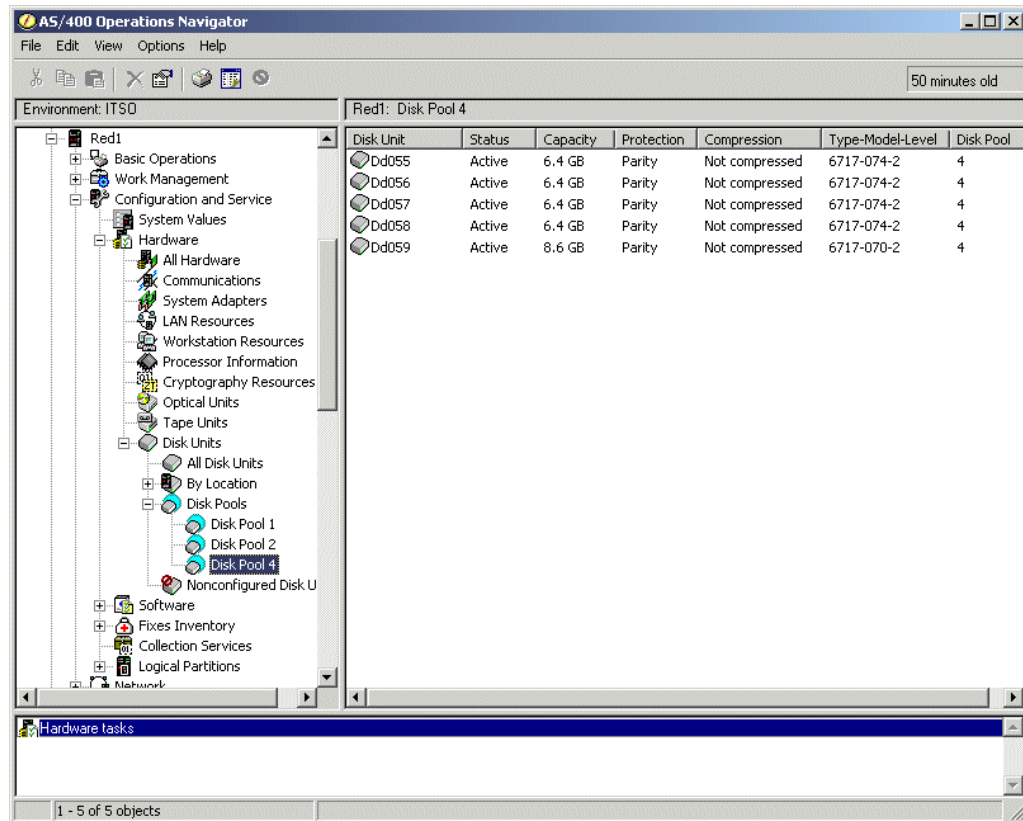 AS/400 Operations Navigator
File Edit View Options Help
50 minutes old
Environment: ITSO
Red1: Disk Pool 4
Red1
Basic Operations
Work Management
Configuration and Service
System Values
Hardware
All Hardware
Communications
System Adapters
LAN Resources
Workstation Resources
Processor Information
Cryptography Resources
Optical Units
Tape Units
Disk Units
All Disk Units
By Location
Disk Pools
Disk Pool 1
Disk Pool 2
Disk Pool 4
Nonconfigured Disk U
Software
Fixes Inventory
Collection Services
Logical Partitions
Network
Disk Unit Status Capacity Protection Compression Type-Model-Level Disk Pool
Dd055 Active 6.4 GB Parity Not compressed 6717-074-2 4
Dd056 Active 6.4 GB Parity Not compressed 6717-074-2 4
Dd057 Active 6.4 GB Parity Not compressed 6717-074-2 4
Dd058 Active 6.4 GB Parity Not compressed 6717-074-2 4
Dd059 Active 8.6 GB Parity Not compressed 6717-070-2 4
Hardware tasks
1 - 5 of 5 objects